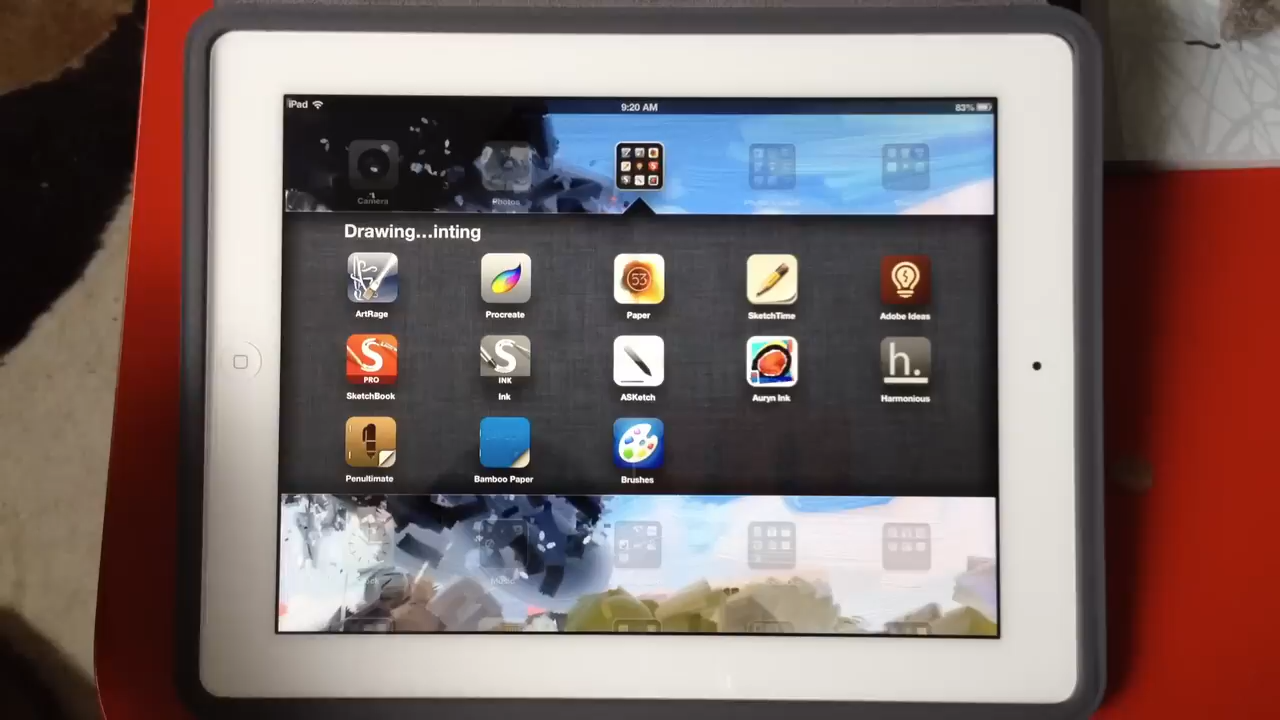 iPad 9:20 AM 83%
Camera Photos
Drawing...inting
ArtRage Procreate Paper SketchTime Adobe Ideas
53
PRO INK h.
SketchBook Ink ASKetch Auryn Ink Harmonious
Penultimate Bamboo Paper Brushes